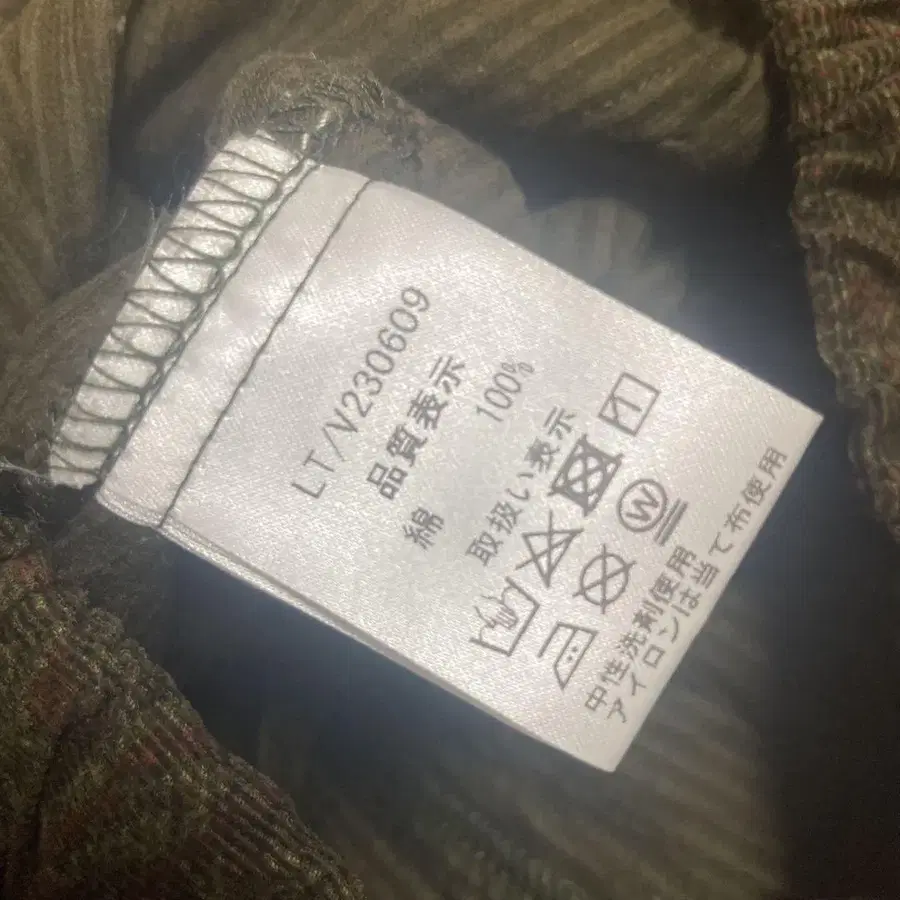 LT/V230609
品質表示
綿 100%
取扱い表示
W
中性洗剤使用
アイロンは当て布使用